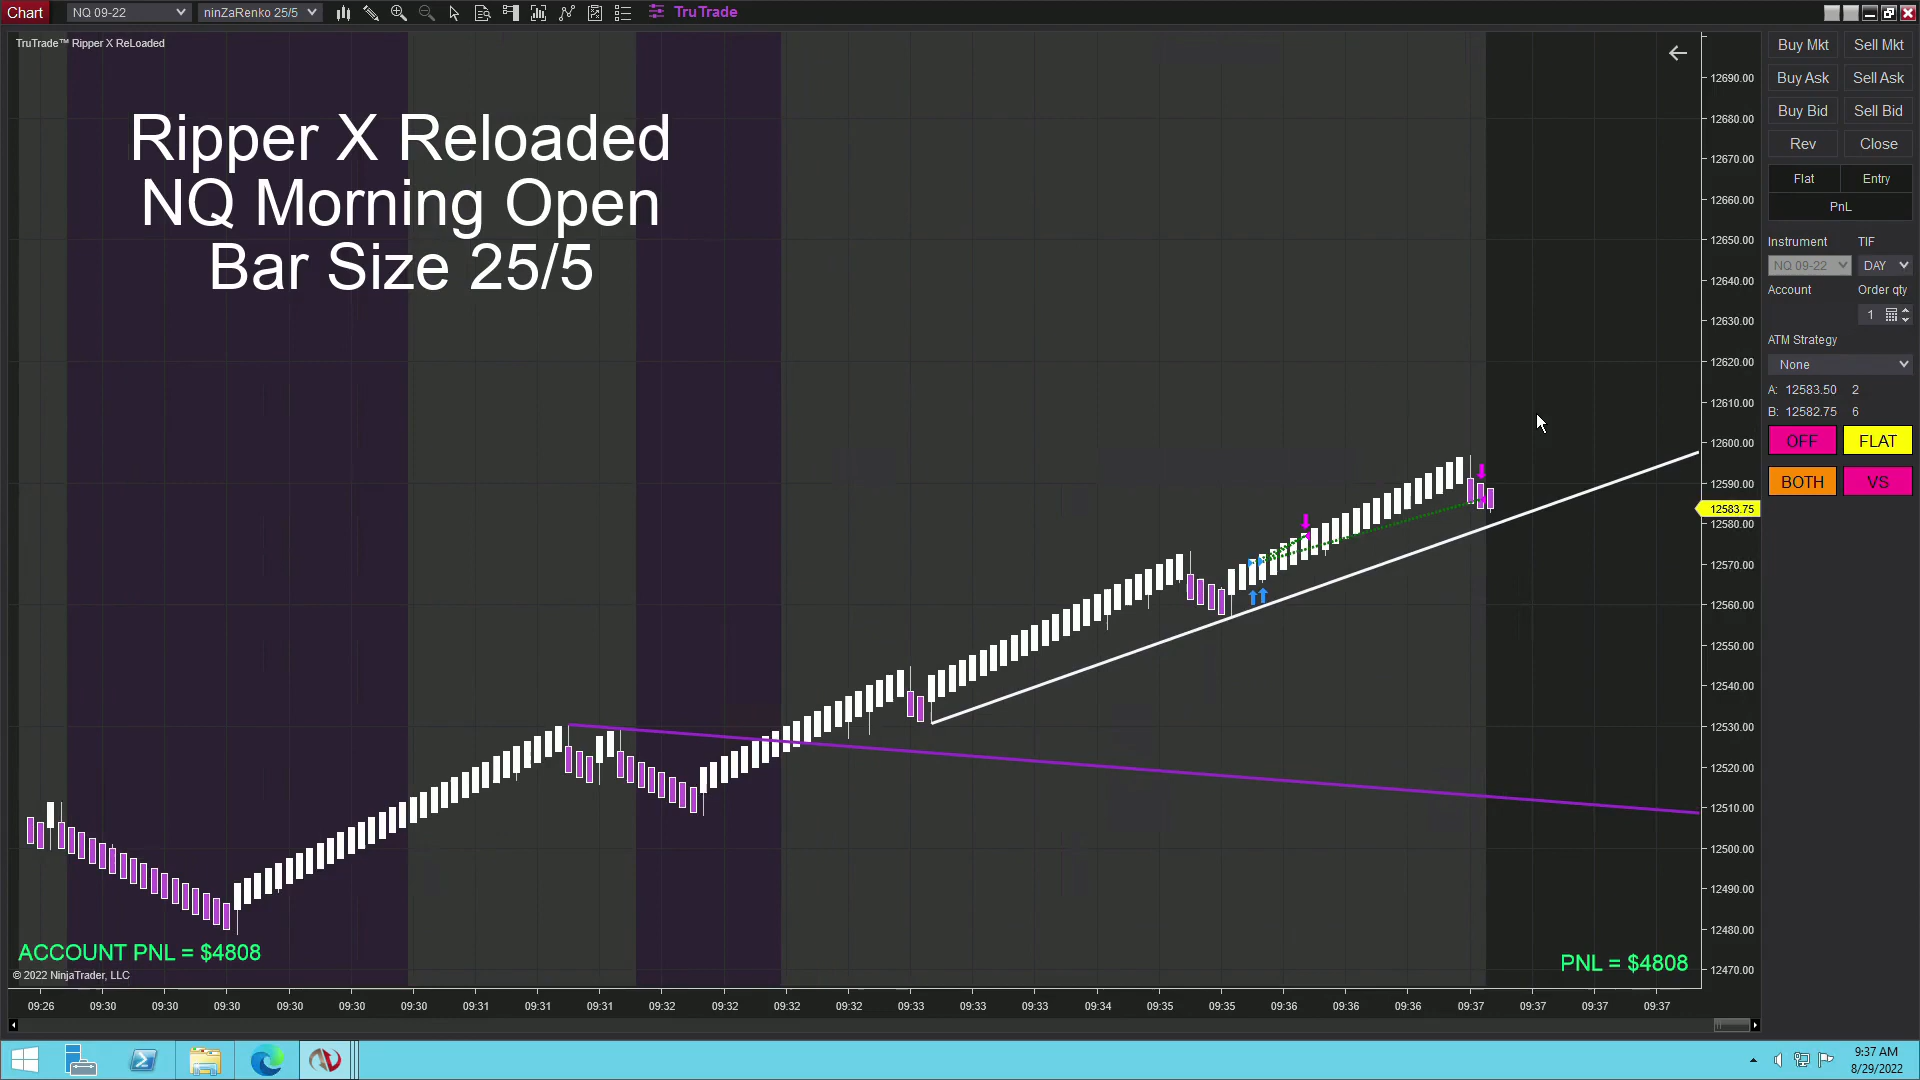 Chart NQ 09-22 ninZaRenko 25/5 TruTrade
TruTrade™ Ripper X ReLoaded
Ripper X Reloaded
NQ Morning Open
Bar Size 25/5
12690.00
12680.00
12670.00
12660.00
12650.00
12640.00
12630.00
12620.00
12610.00
12600.00
12590.00
12583.75
12580.00
12570.00
12560.00
12550.00
12540.00
12530.00
12520.00
12510.00
12500.00
12490.00
12480.00
12470.00
Buy Mkt Sell Mkt
Buy Ask Sell Ask
Buy Bid Sell Bid
Rev Close
Flat Entry
PnL
Instrument TIF
NQ 09-22 DAY
Account Order qty
1
ATM Strategy
None
A: 12583.50 2
B: 12582.75 6
OFF FLAT
BOTH VS
ACCOUNT PNL = $4808
PNL = $4808
© 2022 NinjaTrader, LLC
09:26 09:30 09:30 09:30 09:30 09:30 09:30 09:31 09:31 09:31 09:32 09:32 09:32 09:32 09:33 09:33 09:33 09:34 09:35 09:35 09:36 09:36 09:36 09:37 09:37 09:37 09:37
9:37 AM
8/29/2022